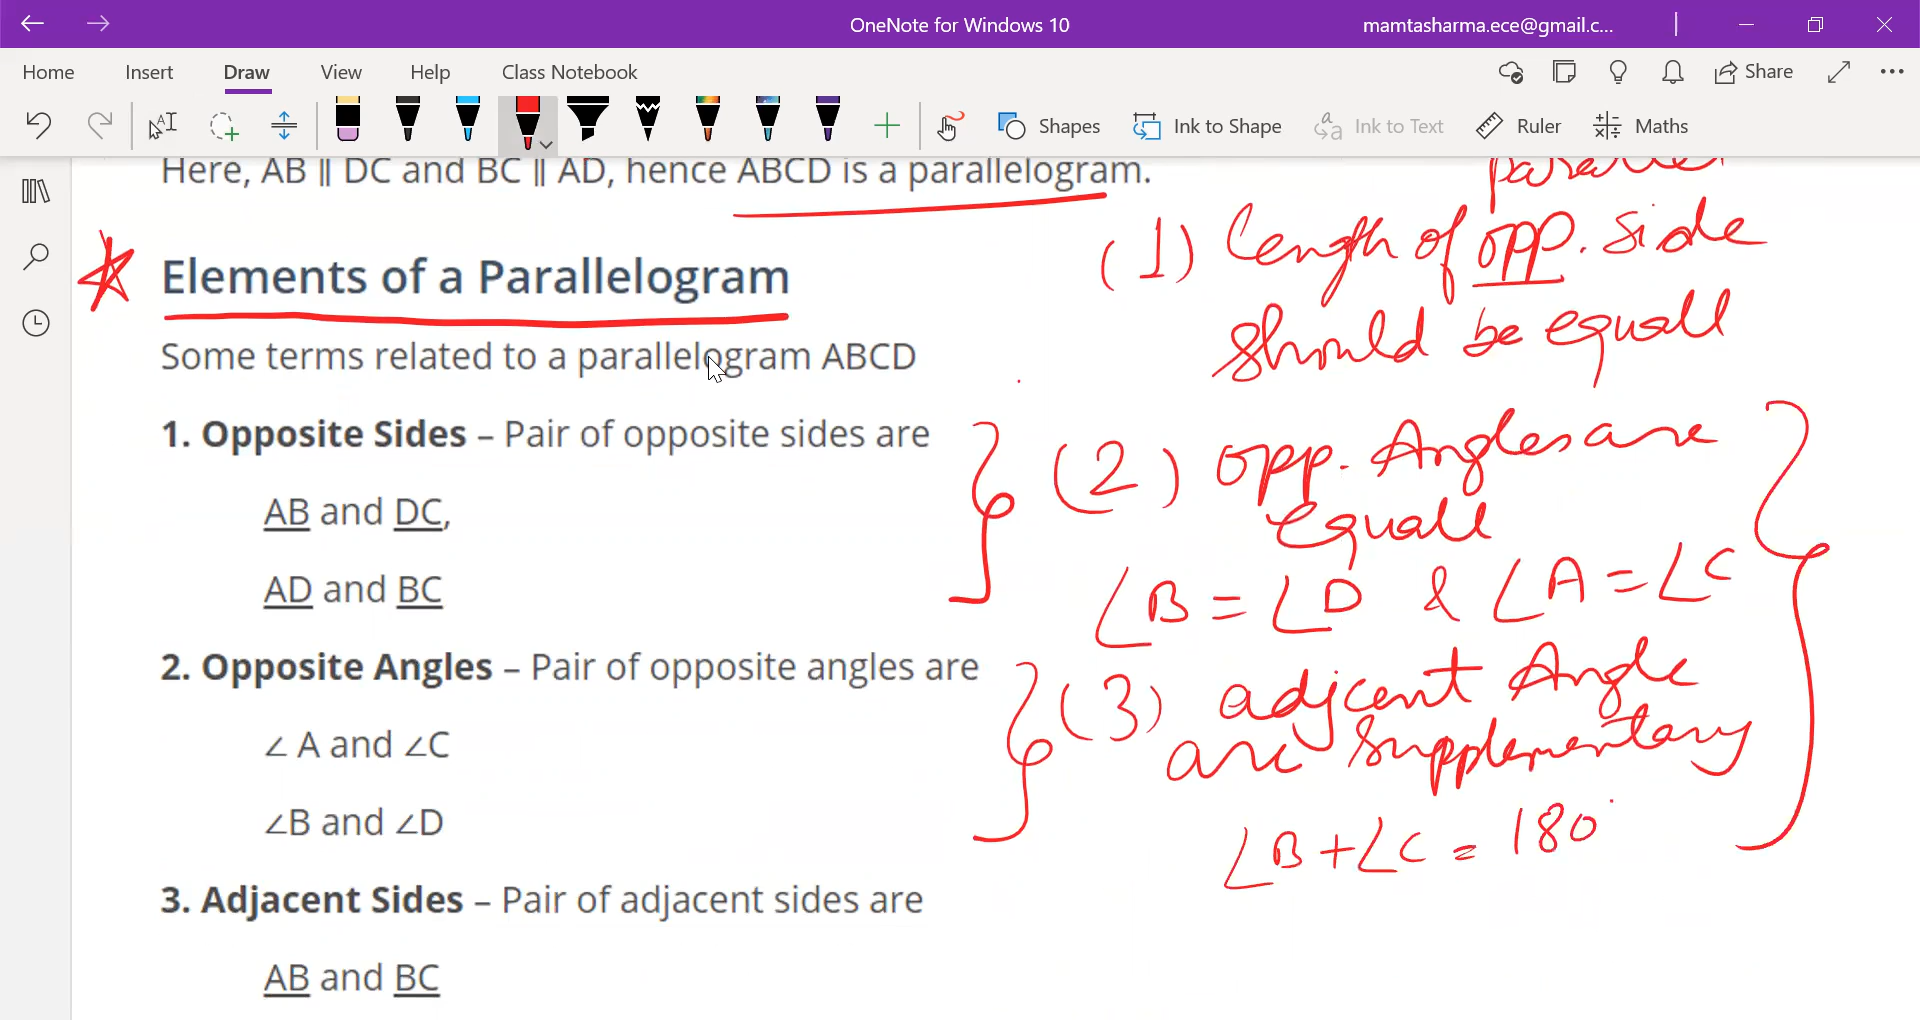 OneNote for Windows 10
mamtasharma.ece@gmail.c...
Home Insert Draw View Help Class Notebook Share
Shapes Ink to Shape Ink to Text Ruler Maths
Here, AB ∥ DC and BC ∥ AD, hence ABCD is a parallelogram.
Elements of a Parallelogram
Some terms related to a parallelogram ABCD
1. Opposite Sides – Pair of opposite sides are
AB and DC,
AD and BC
2. Opposite Angles – Pair of opposite angles are
∠ A and ∠C
∠B and ∠D
3. Adjacent Sides – Pair of adjacent sides are
AB and BC
(1) Length of opp. side
should be equall
(2) opp. Angles are
equall
∠B = ∠D & ∠A = ∠C
(3) adjcent Angle
are Supplementary
∠B + ∠C = 180°